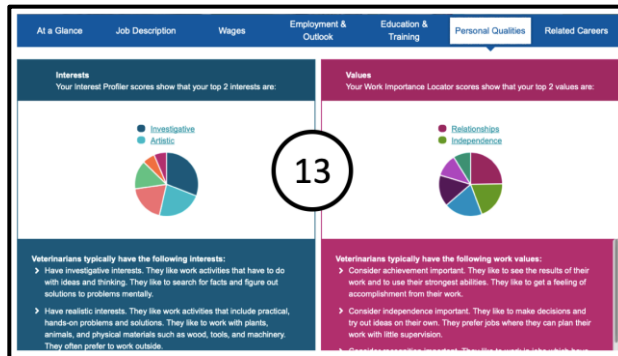 At a Glance
Job Description
Wages
Employment &
Outlook
Education &
Training
Personal Qualities
Related Careers
Interests
Your Interest Profiler scores show that your top 2 interests are:
Investigative
Artistic
Values
Your Work Importance Locator scores show that your top 2 values are:
Relationships
Independence
13
Veterinarians typically have the following interests:
Have investigative interests. They like work activities that have to do
with ideas and thinking. They like to search for facts and figure out
solutions to problems mentally.
Have realistic interests. They like work activities that include practical,
hands-on problems and solutions. They like to work with plants,
animals, and physical materials such as wood, tools, and machinery.
They often prefer to work outside.
Veterinarians typically have the following work values:
Consider achievement important. They like to see the results of their
work and to use their strongest abilities. They like to get a feeling of
accomplishment from their work.
Consider independence important. They like to make decisions and
try out ideas on their own. They prefer jobs where they can plan their
work with little supervision.